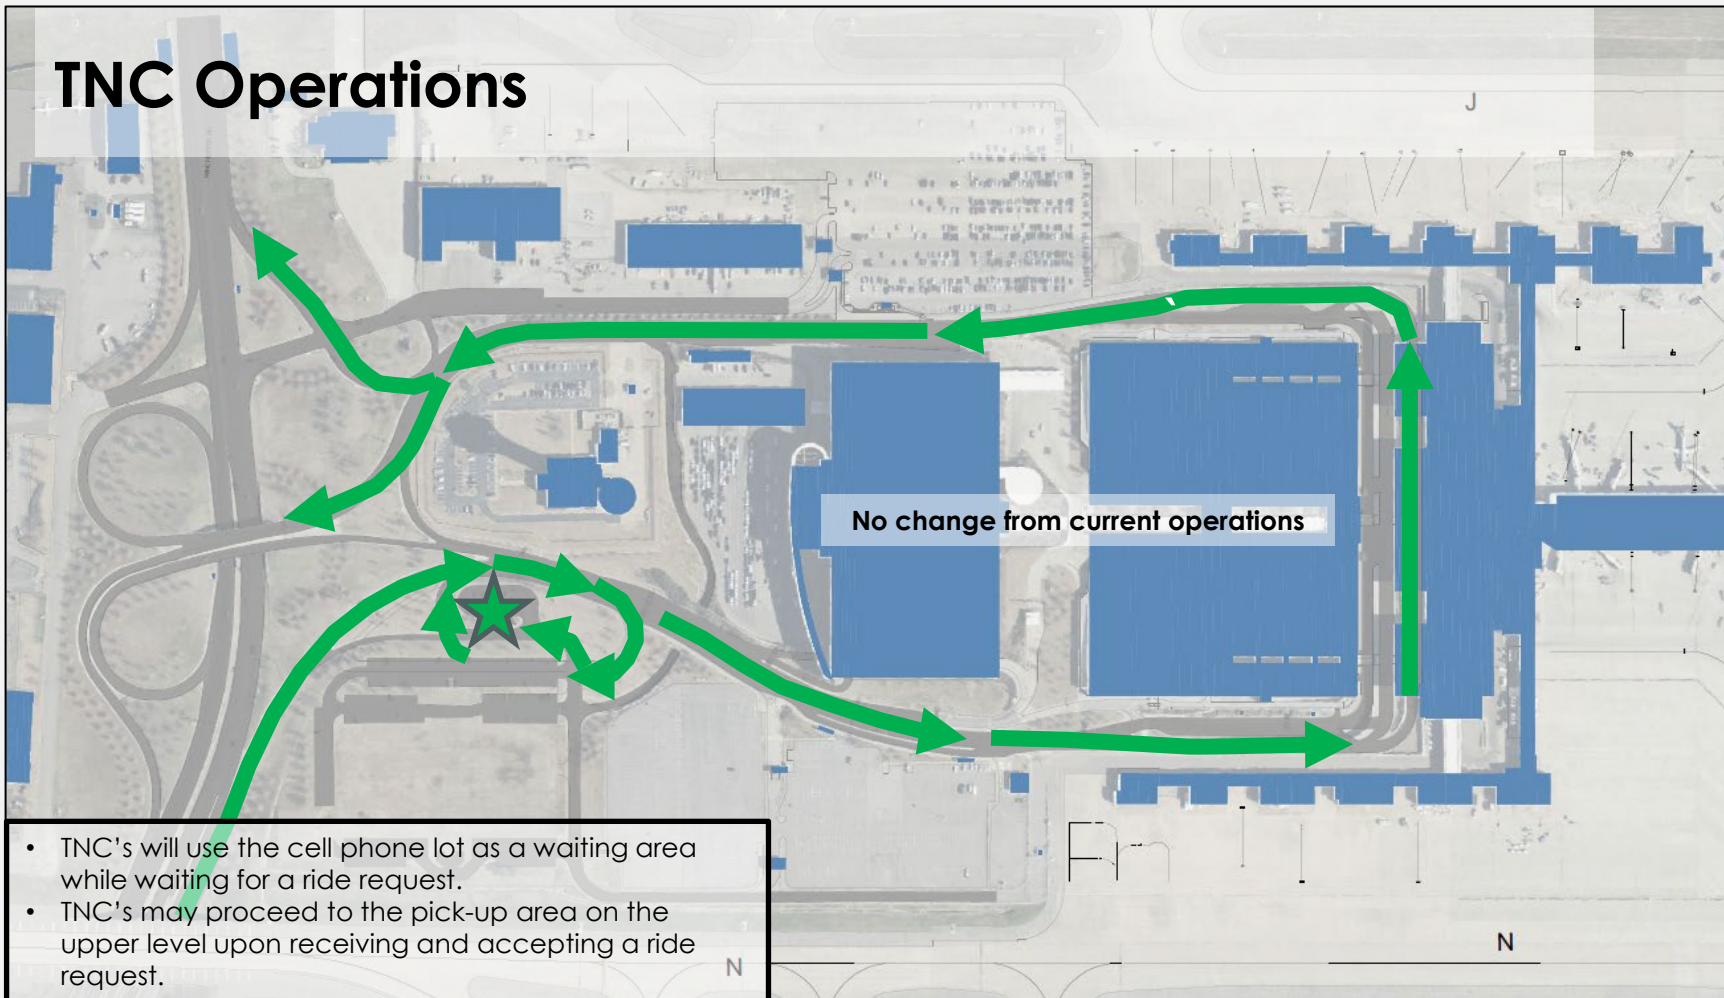 TNC Operations
J
No change from current operations
• TNC's will use the cell phone lot as a waiting area
while waiting for a ride request.
• TNC's may proceed to the pick-up area on the
upper level upon receiving and accepting a ride
request.
N
N